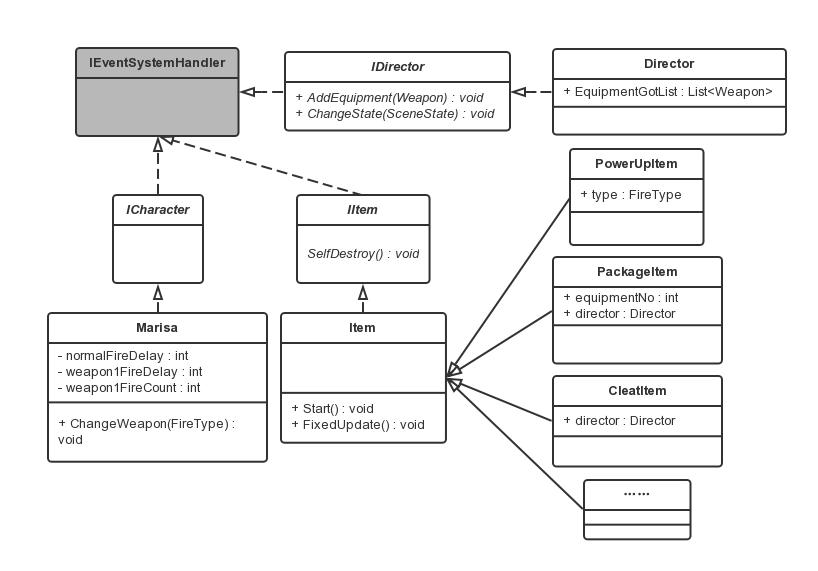 IEventSystemHandler
IDirector
+ AddEquipment(Weapon) : void
+ ChangeState(SceneState) : void
Director
+ EquipmentGotList : List<Weapon>
ICharacter
IItem
SelfDestroy() : void
PowerUpItem
+ type : FireType
PackageItem
+ equipmentNo : int
+ director : Director
Marisa
- normalFireDelay : int
- weapon1FireDelay : int
- weapon1FireCount : int
+ ChangeWeapon(FireType) :
void
Item
+ Start() : void
+ FixedUpdate() : void
CleatItem
+ director : Director
……